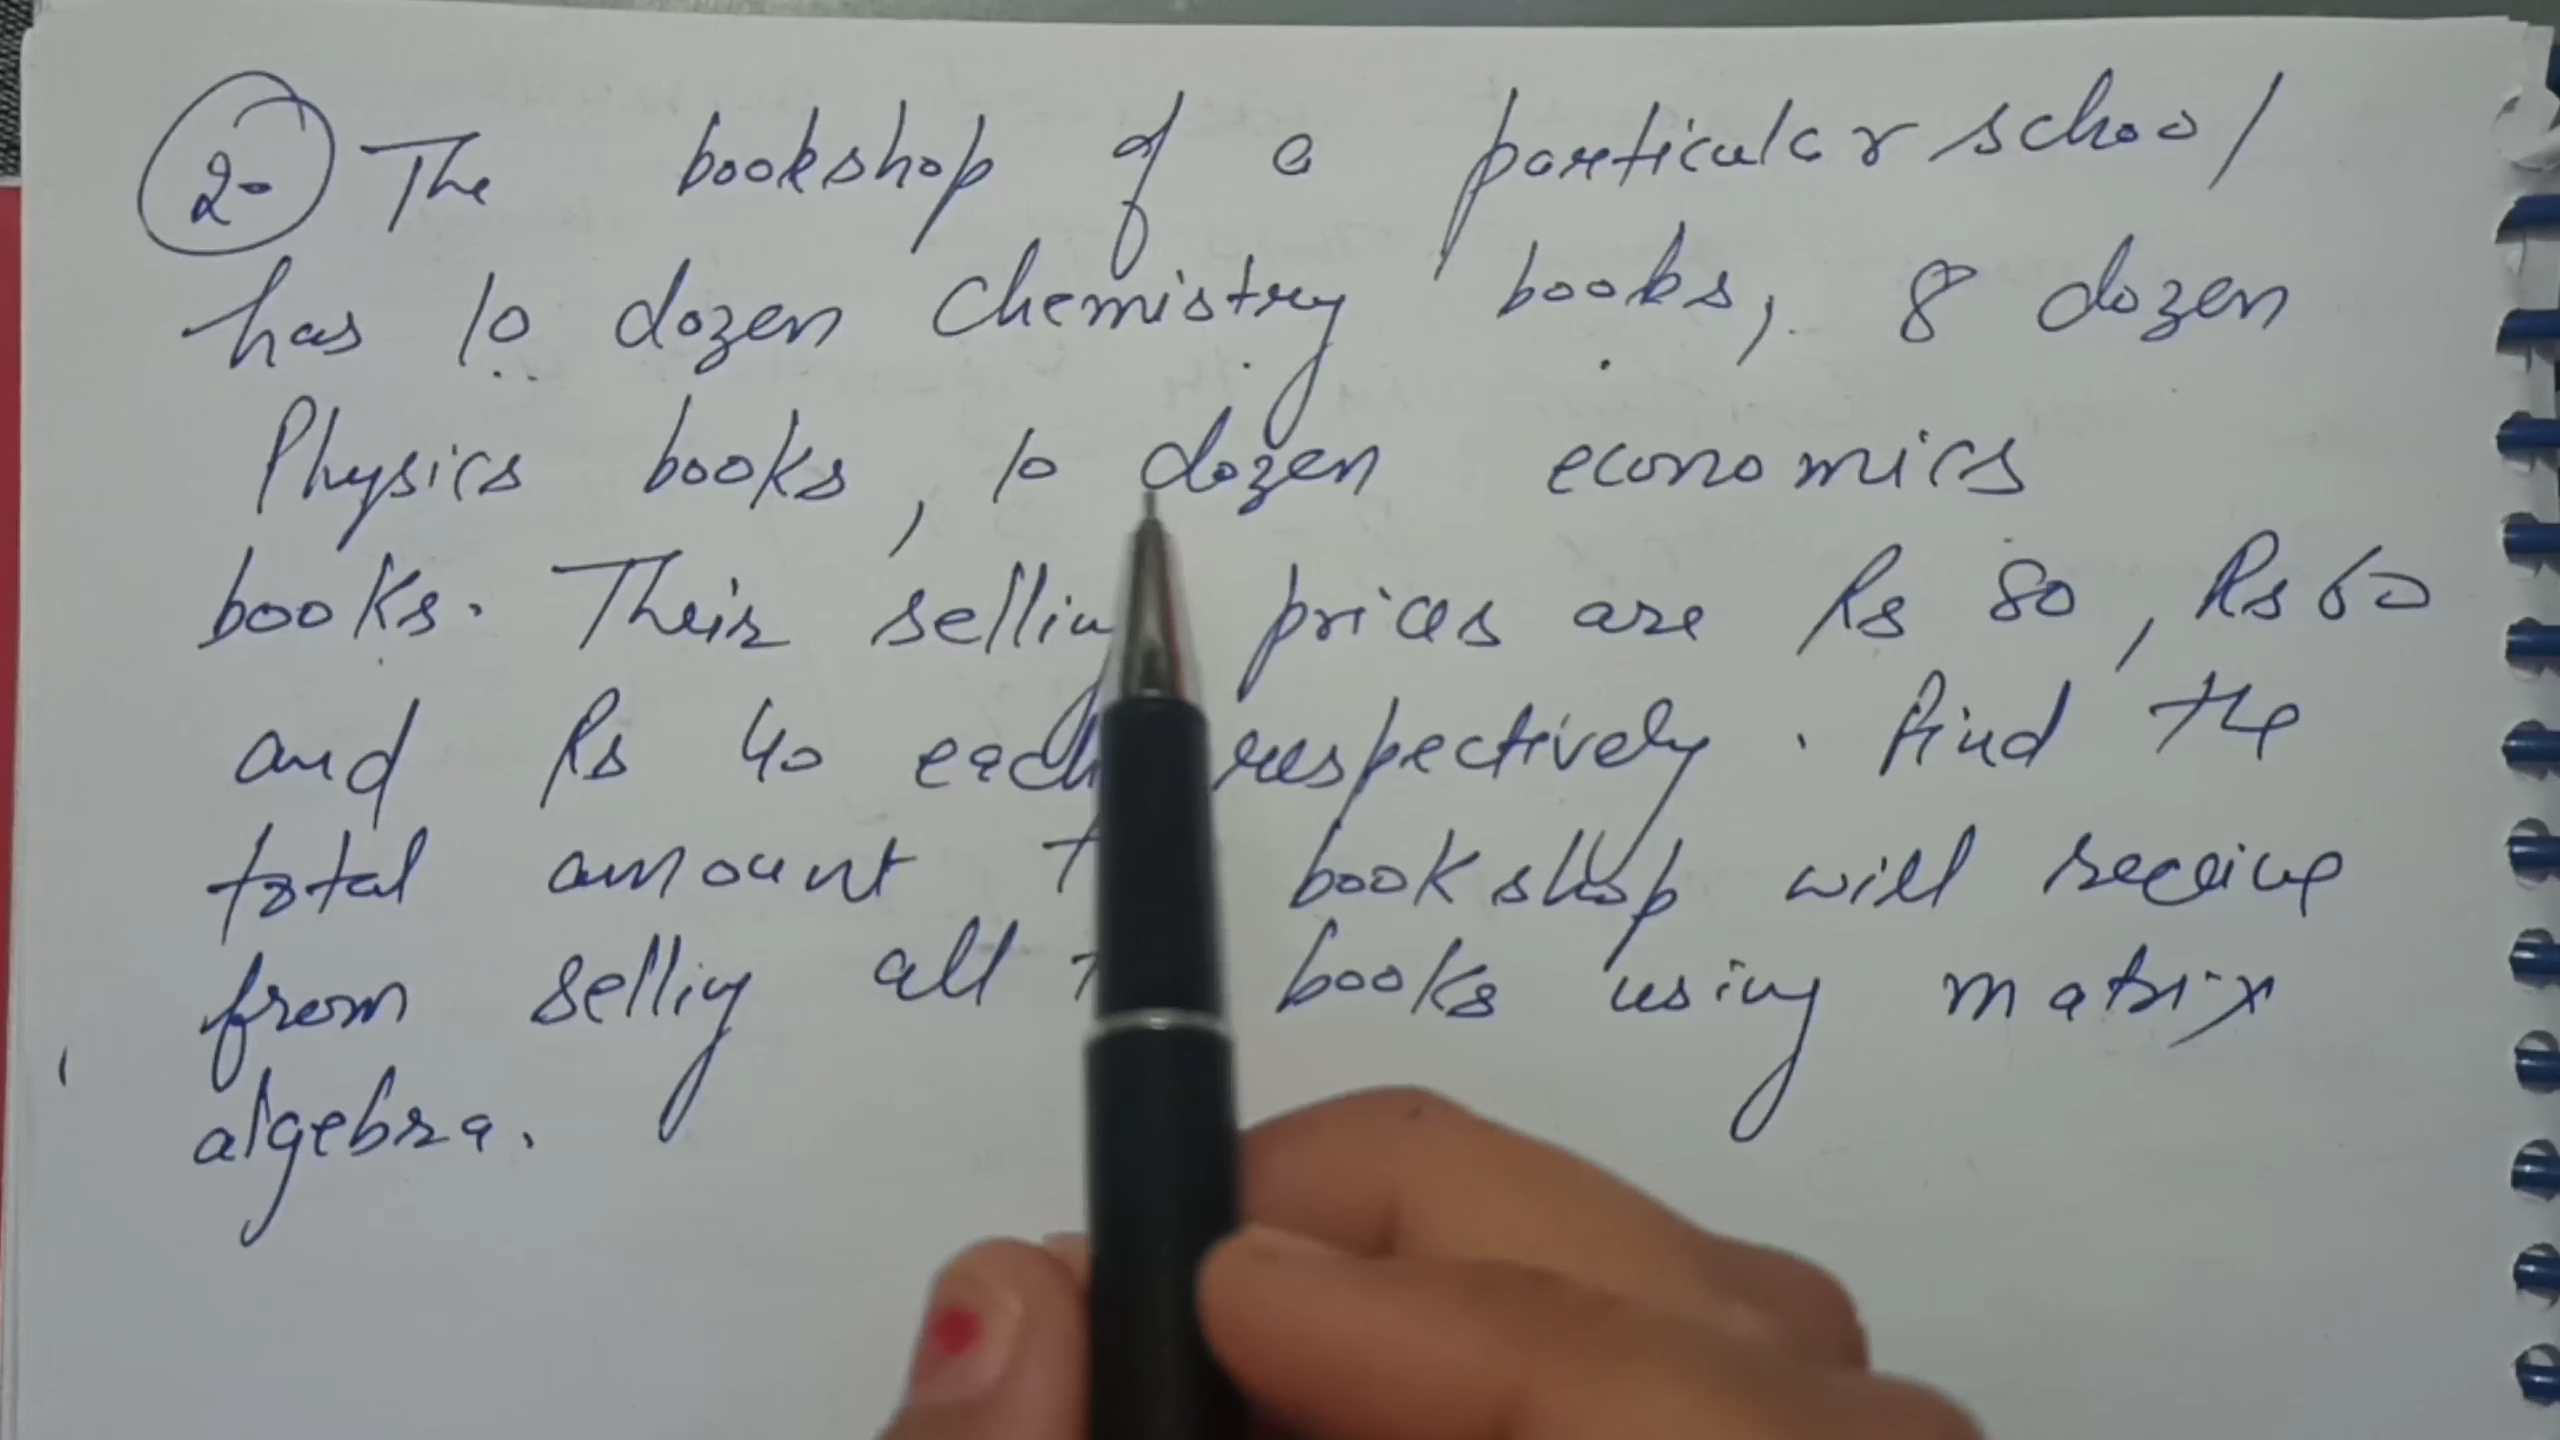 2- The bookshop of a particular school
has 10 dozen chemistry books, 8 dozen
Physics books, 10 dozen economics
books. Their selling prices are Rs 80, Rs 60
and Rs 40 each respectively. find the
total amount bookshop will receive
from selling all books using matrix
algebra.